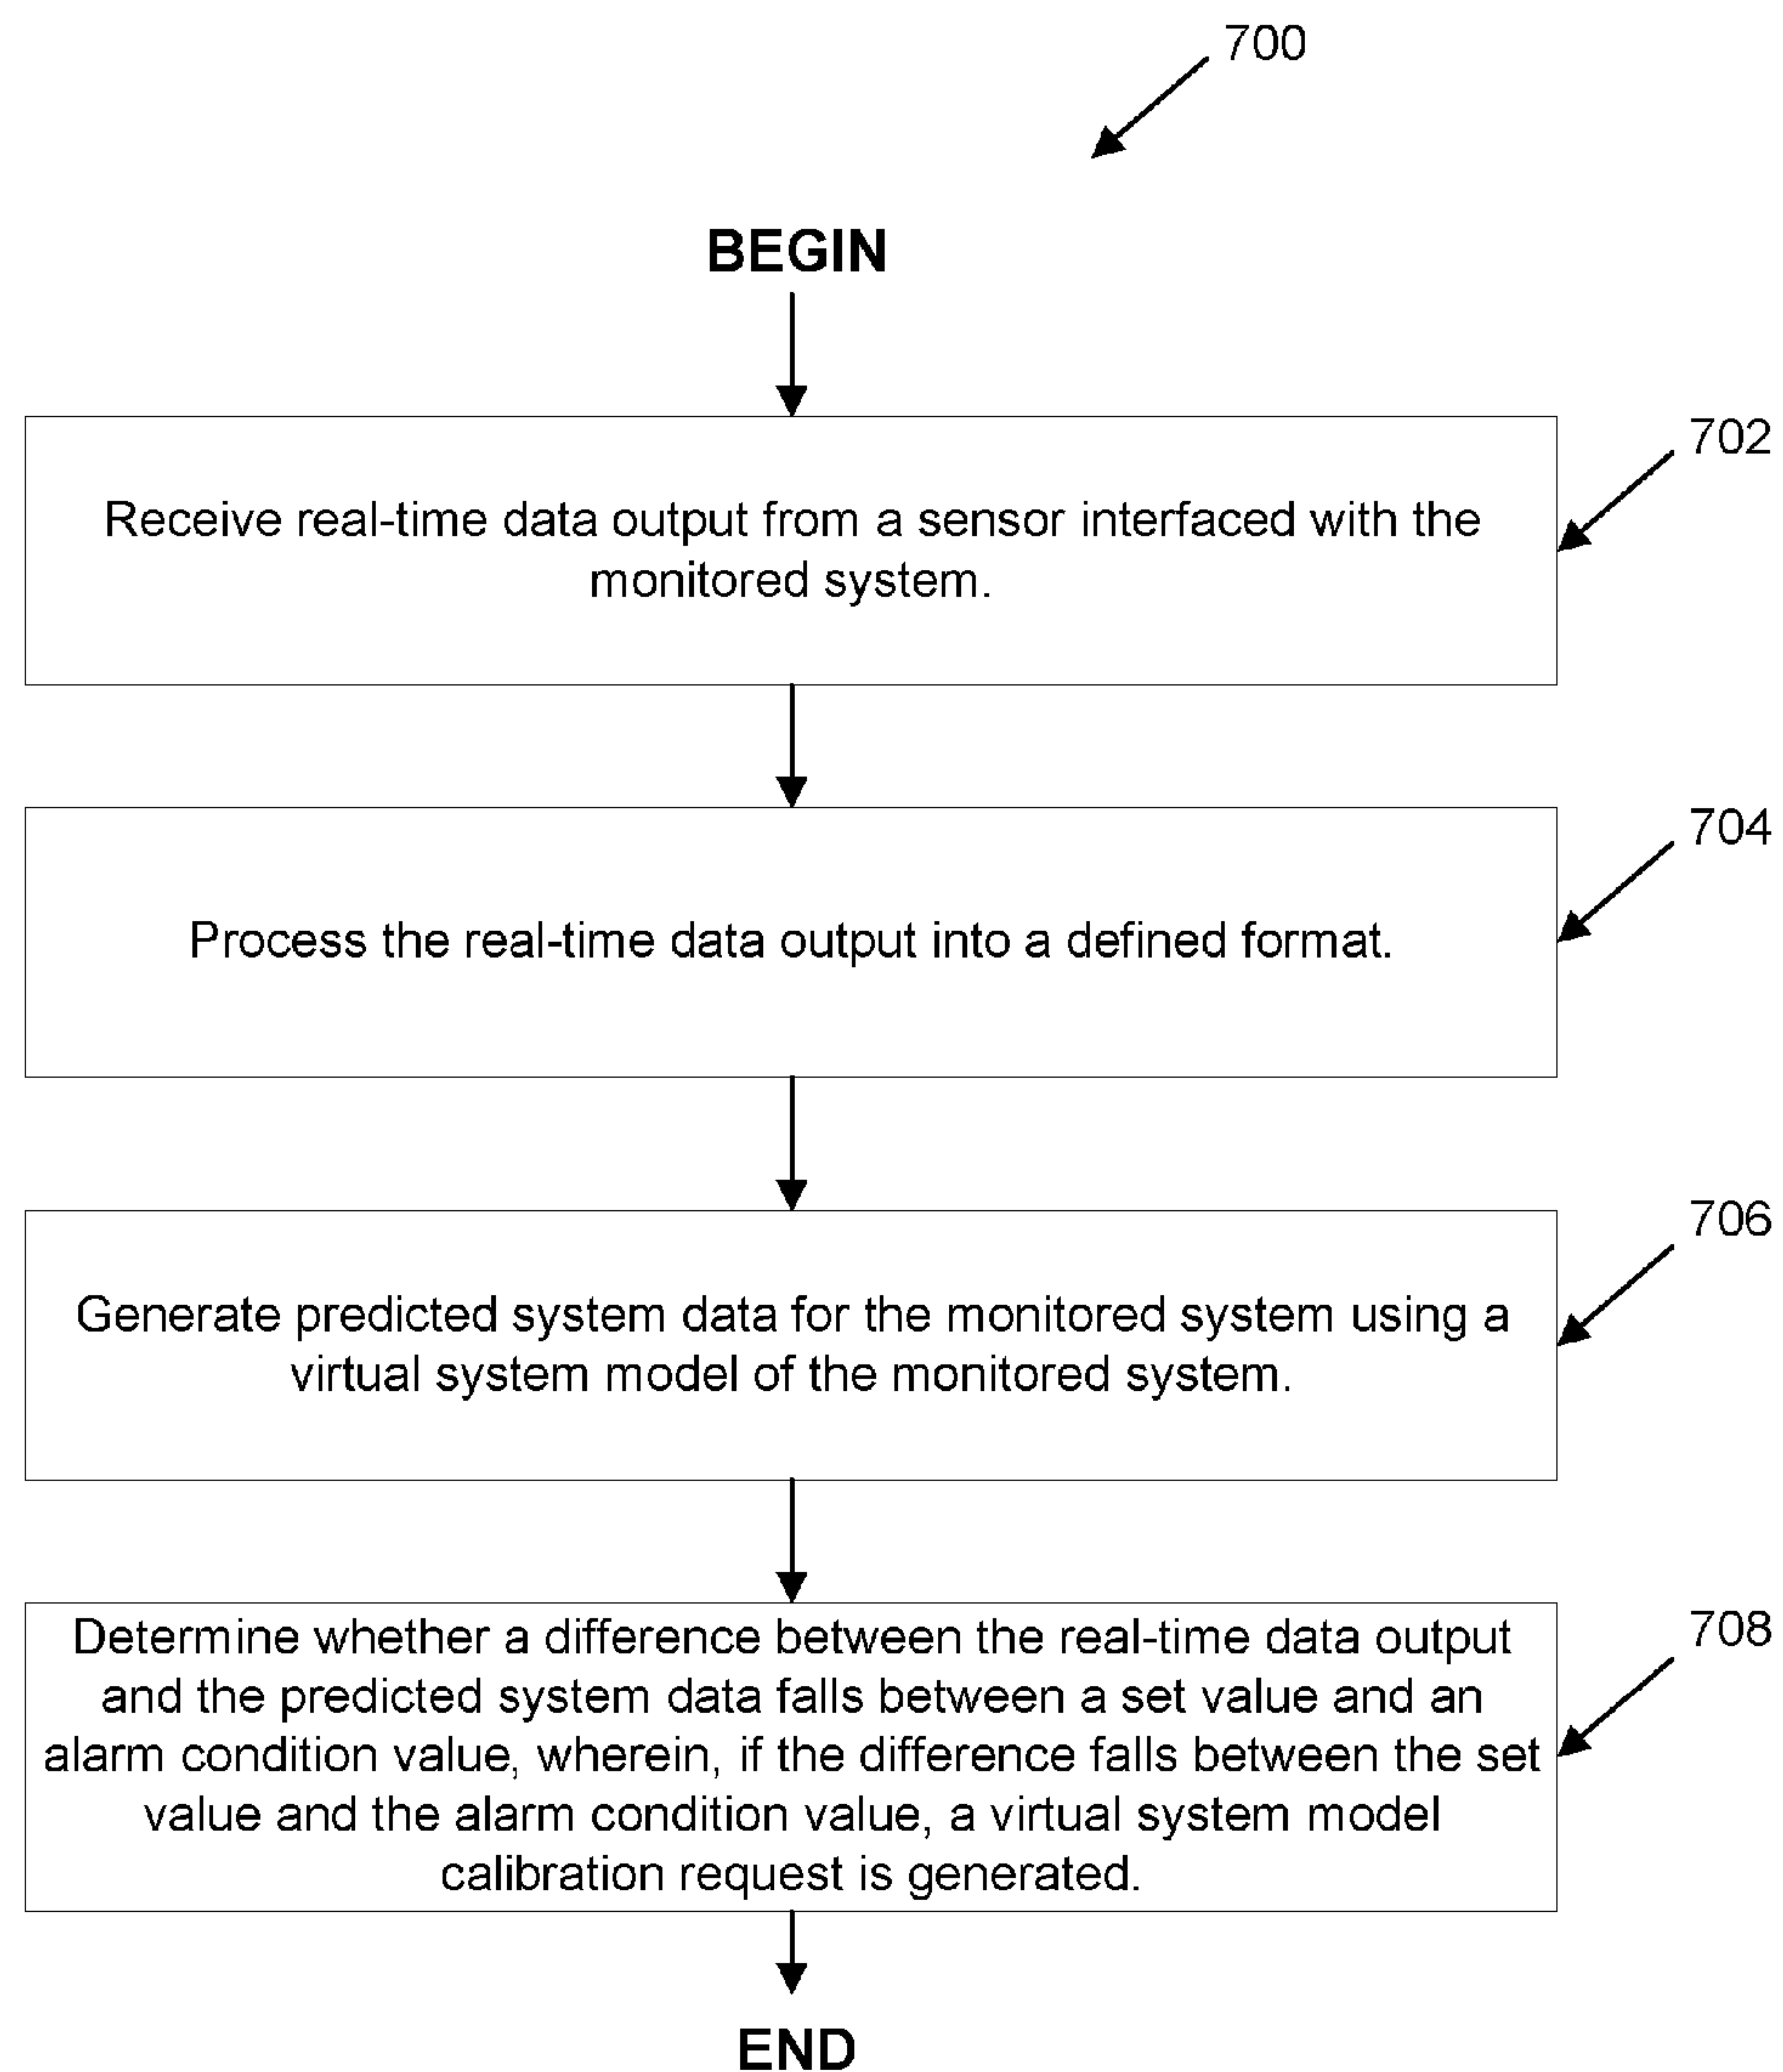 700
BEGIN
702
Receive real-time data output from a sensor interfaced with the
monitored system.
704
Process the real-time data output into a defined format.
706
Generate predicted system data for the monitored system using a
virtual system model of the monitored system.
708
Determine whether a difference between the real-time data output
and the predicted system data falls between a set value and an
alarm condition value, wherein, if the difference falls between the set
value and the alarm condition value, a virtual system model
calibration request is generated.
END